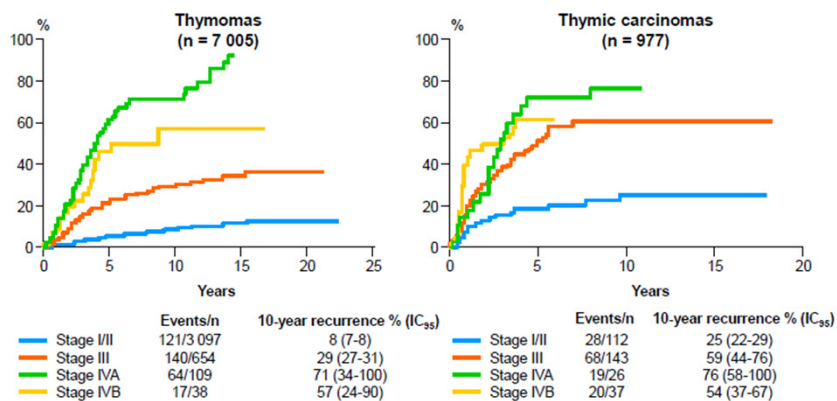 Thymomas
(n = 7 005)
%
100
80
60
40
20
0
0 5 10 15 20 25
Years
Events/n 10-year recurrence % (IC95)
Stage I/II 121/3 097 8 (7-8)
Stage III 140/654 29 (27-31)
Stage IVA 64/109 71 (34-100)
Stage IVB 17/38 57 (24-90)
Thymic carcinomas
(n = 977)
%
100
80
60
40
20
0
0 5 10 15 20
Years
Events/n 10-year recurrence % (IC95)
Stage I/II 28/112 25 (22-29)
Stage III 68/143 59 (44-76)
Stage IVA 19/26 76 (58-100)
Stage IVB 20/37 54 (37-67)